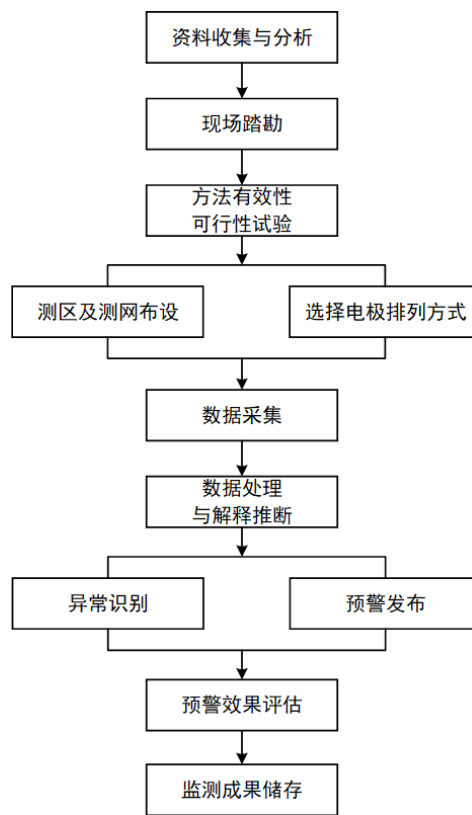 资料收集与分析
现场踏勘
方法有效性
可行性试验
测区及测网布设
选择电极排列方式
数据采集
数据处理
与解释推断
异常识别
预警发布
预警效果评估
监测成果储存